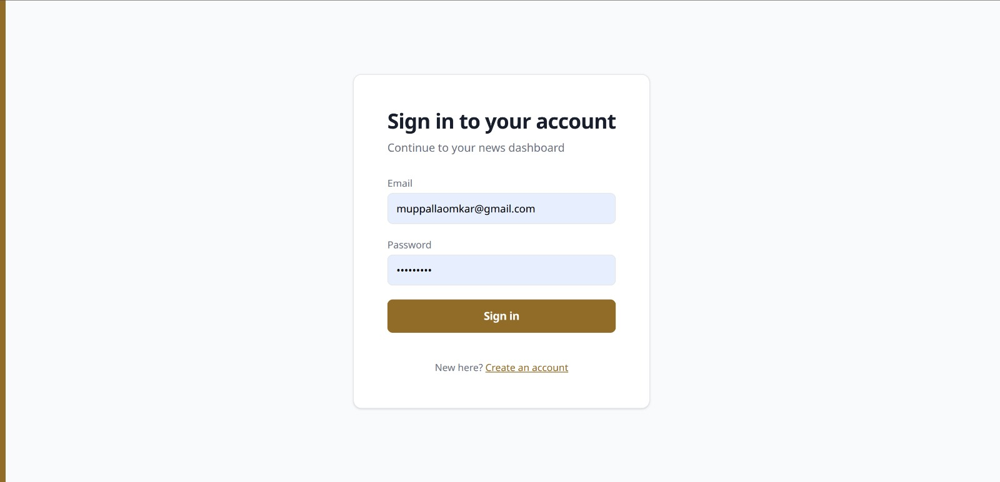 Sign in to your account
Continue to your news dashboard
Email
muppallaomkar@gmail.com
Password
•••••••••
Sign in
New here? Create an account